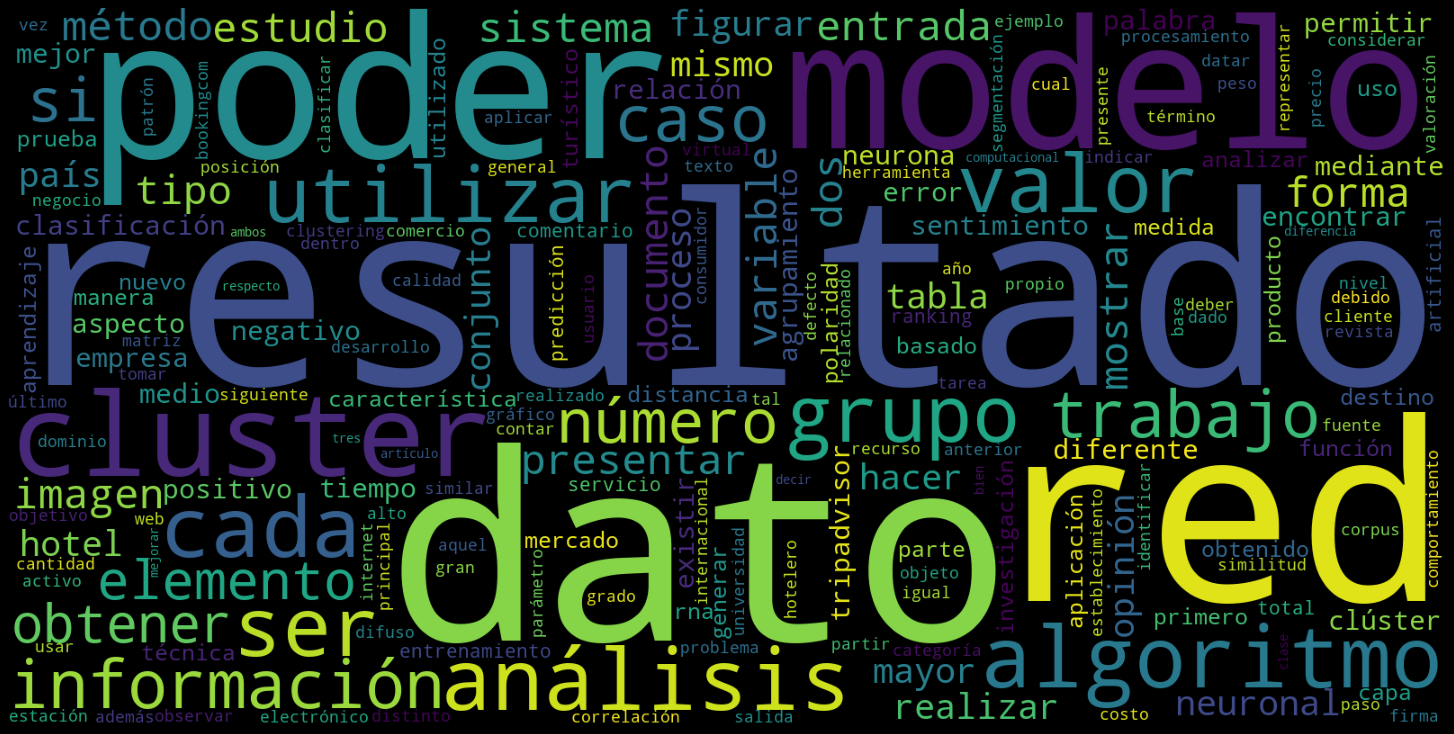 vez
método
estudio
sistema
figurar
entrada
ejemplo
palabra
permitir
mejor
poder
modelo
procesamiento
considerar
si
patrón
bookingcom
clasificar
utilizado
mismo
relación
turístico
caso
aplicar
segmentación
datar
cual
peso
presente
término
representar
precio
uso
valoración
prueba
posición
general
virtual
texto
neurona
herramienta
computacional
indicar
analizar
mediante
país
negocio
tipo
utilizar
documento
variable
dos
error
valor
forma
clasificación
ambos
clustering
dentro
comercio
comentario
proceso
consumidor
agrupamiento
sentimiento
mostrar
medida
encontrar
diferencia
aprendizaje
nuevo
respecto
resultado
calidad
conjunto
predicción
usuario
defecto
polaridad
relacionado
año
propio
tabla
ranking
basado
base
deber
dado
producto
nivel
debido
cliente
revista
artificial
manera
aspecto
matriz
negativo
desarrollo
empresa
tomar
tarea
último
medio
siguiente
característica
realizado
gráfico
contar
distancia
tal
destino
cluster
dominio
tres
artículo
número
grupo
trabajo
fuente
presentar
recurso
anterior
diferente
función
imagen
positivo
tiempo
similar
servicio
existir
tripadvisor
hacer
decir
bien
investigación
red
objetivo
web
mejorar
cada
internet
principal
alto
dato
aquel
gran
mercado
grado
internacional
parte
objeto
igual
aplicación
establecimiento
opinión
identificar
obtenido
similitud
corpus
comportamiento
hotel
cantidad
activo
elemento
parámetro
rna
generar
universidad
hotelero
primero
total
clúster
obtener
ser
difuso
usar
técnica
entrenamiento
problema
partir
categoría
clase
información
análisis
mayor
algoritmo
estación
además
observar
electrónico
distinto
correlación
salida
realizar
costo
neuronal
capa
paso
firma